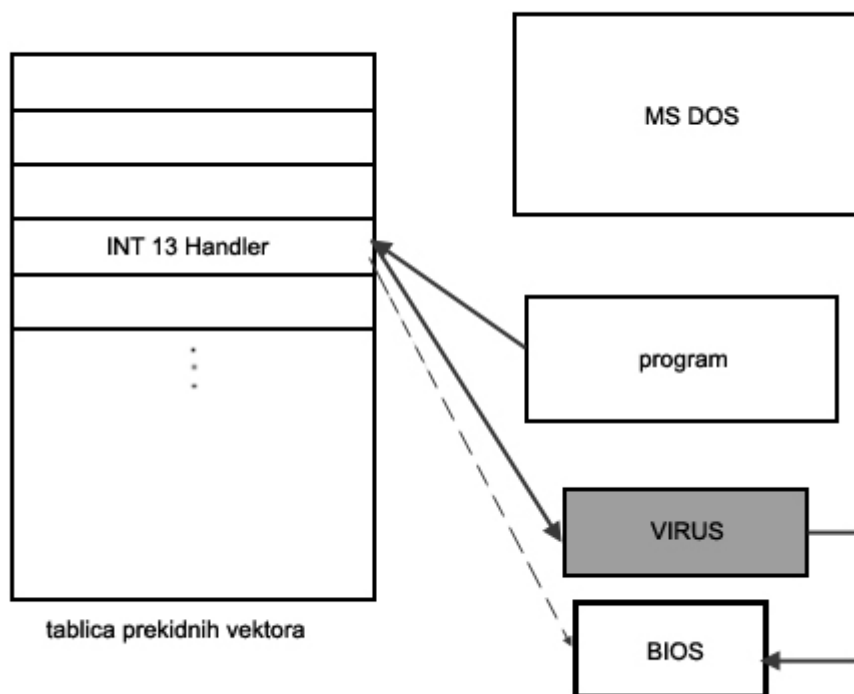 MS DOS
INT 13 Handler
program
VIRUS
BIOS
tablica prekidnih vektora